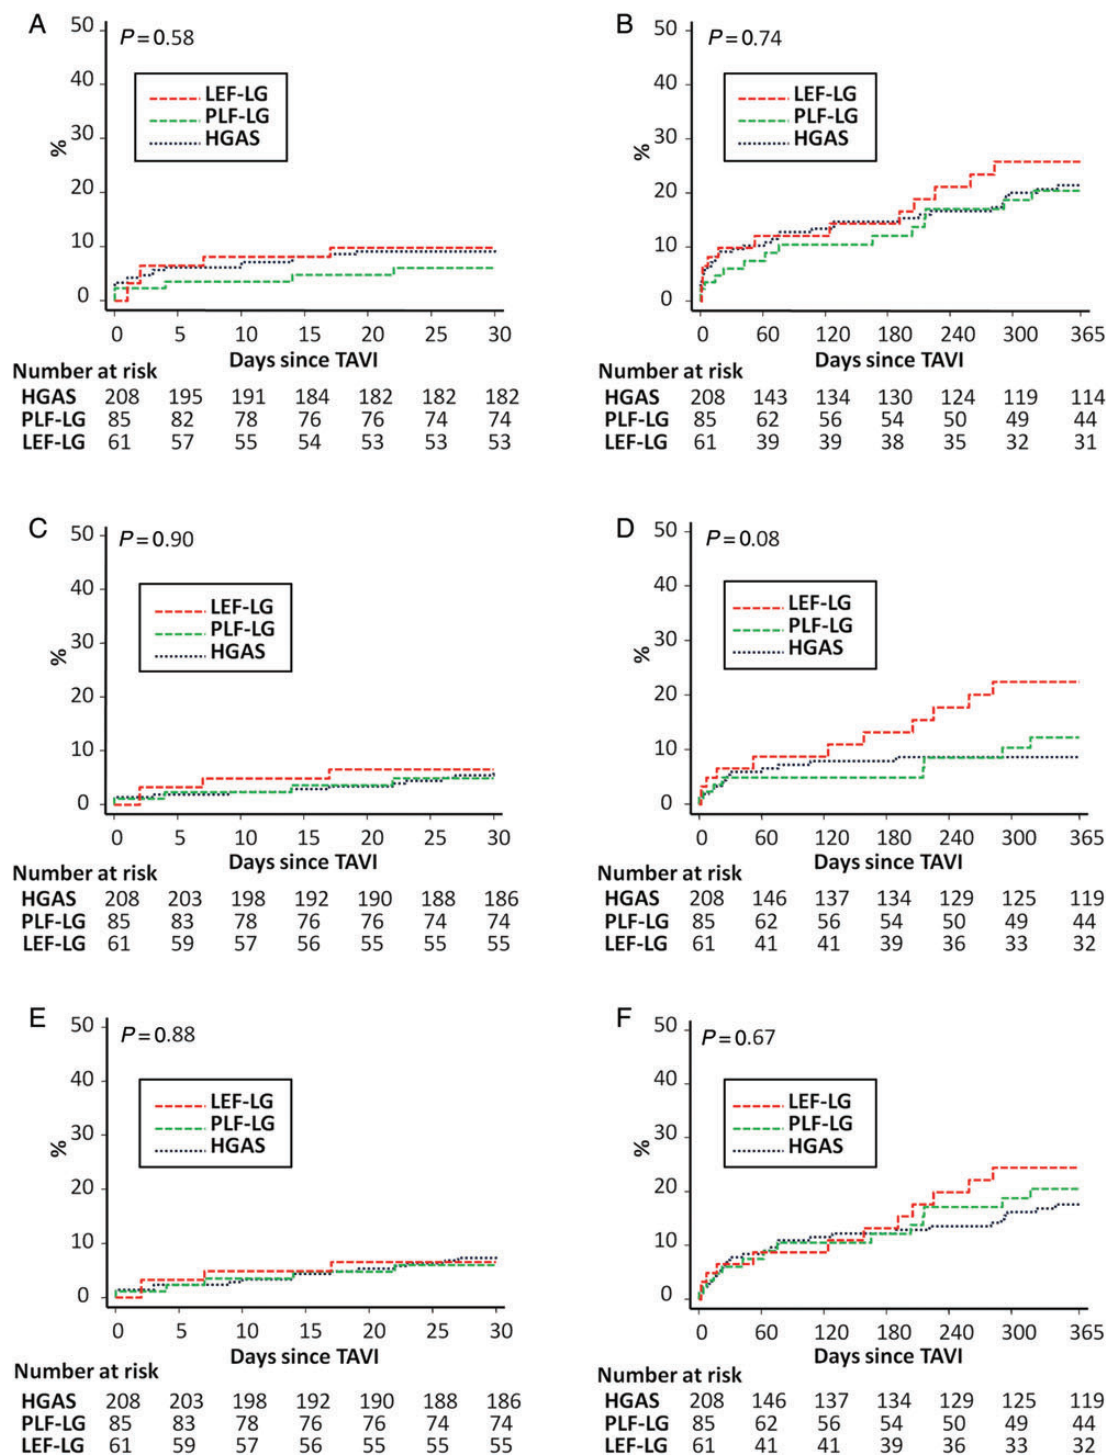 A
P = 0.58
50
40
30
20
10
0
%
LEF-LG
PLF-LG
HGAS
0 5 10 15 20 25 30
Days since TAVI
Number at risk
HGAS 208 195 191 184 182 182 182
PLF-LG 85 82 78 76 76 74 74
LEF-LG 61 57 55 54 53 53 53
B
P = 0.74
50
40
30
20
10
0
%
LEF-LG
PLF-LG
HGAS
0 60 120 180 240 300 365
Days since TAVI
Number at risk
HGAS 208 143 134 130 124 119 114
PLF-LG 85 62 56 54 50 49 44
LEF-LG 61 39 39 38 35 32 31
C
P = 0.90
50
40
30
20
10
0
%
LEF-LG
PLF-LG
HGAS
0 5 10 15 20 25 30
Days since TAVI
Number at risk
HGAS 208 203 198 192 190 188 186
PLF-LG 85 83 78 76 76 74 74
LEF-LG 61 59 57 56 55 55 55
D
P = 0.08
50
40
30
20
10
0
%
LEF-LG
PLF-LG
HGAS
0 60 120 180 240 300 365
Days since TAVI
Number at risk
HGAS 208 146 137 134 129 125 119
PLF-LG 85 62 56 54 50 49 44
LEF-LG 61 41 41 39 36 33 32
E
P = 0.88
50
40
30
20
10
0
%
LEF-LG
PLF-LG
HGAS
0 5 10 15 20 25 30
Days since TAVI
Number at risk
HGAS 208 203 198 192 190 188 186
PLF-LG 85 83 78 76 76 74 74
LEF-LG 61 59 57 56 55 55 55
F
P = 0.67
50
40
30
20
10
0
%
LEF-LG
PLF-LG
HGAS
0 60 120 180 240 300 365
Days since TAVI
Number at risk
HGAS 208 146 137 134 129 125 119
PLF-LG 85 62 56 54 50 49 44
LEF-LG 61 41 41 39 36 33 32